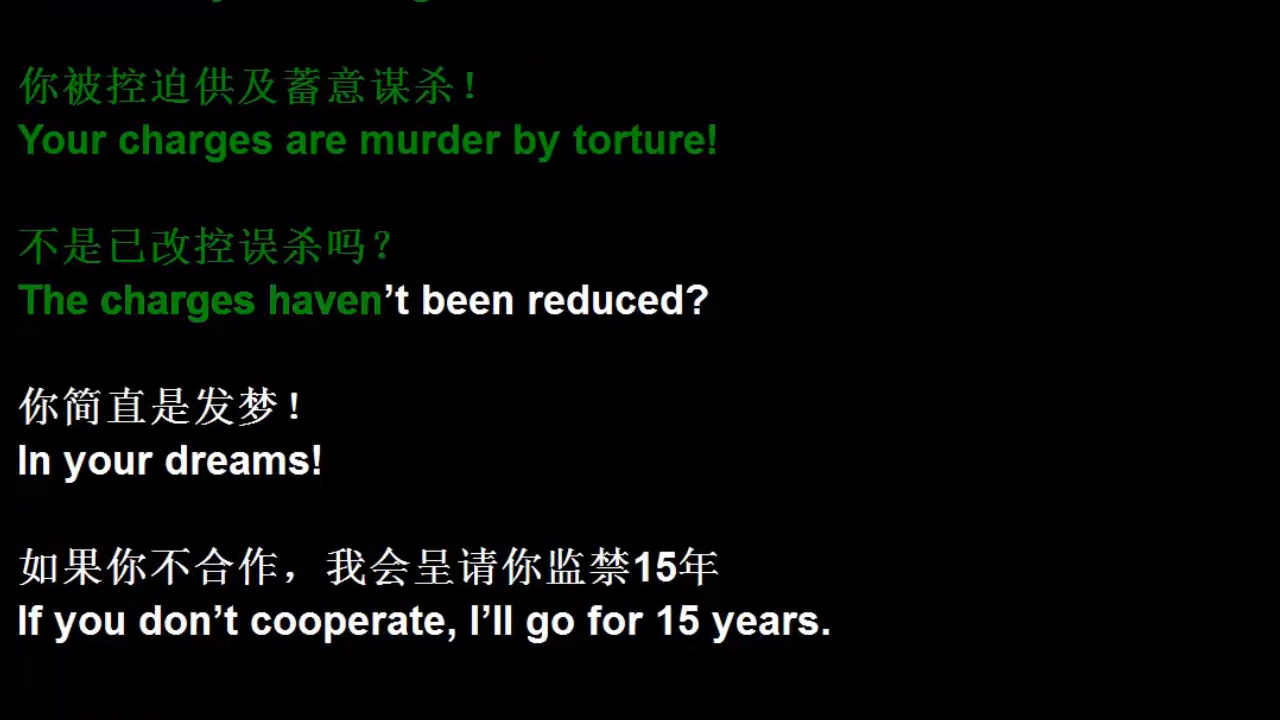 你被控迫供及蓄意谋杀！
Your charges are murder by torture!
不是已改控误杀吗？
The charges haven’t been reduced?
你简直是发梦！
In your dreams!
如果你不合作，我会呈请你监禁15年
If you don’t cooperate, I’ll go for 15 years.